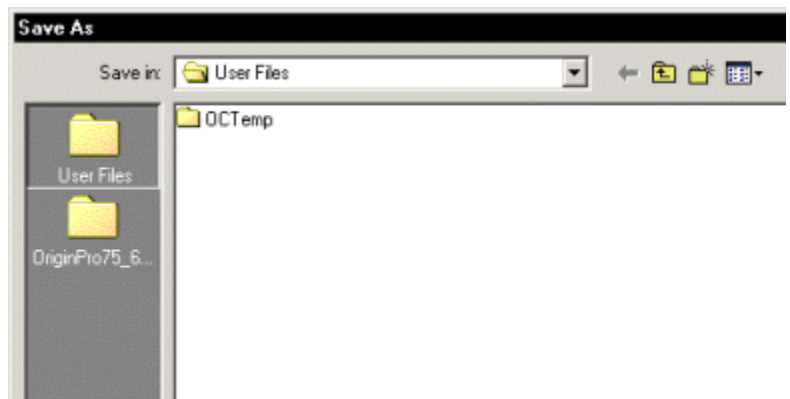 Save As
Save in: User Files
OCTemp
User Files
OriginPro75_6...